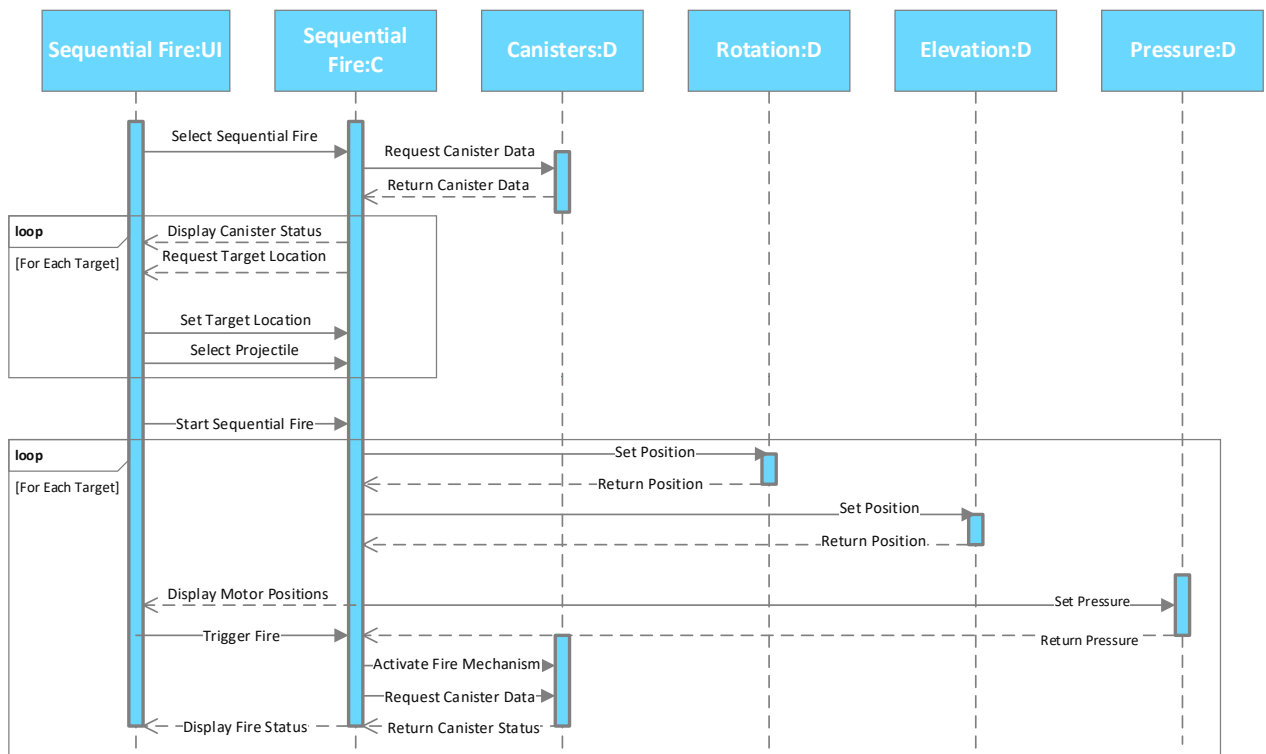 Sequential Fire:UI
Sequential
Fire:C
Canisters:D
Rotation:D
Elevation:D
Pressure:D
Select Sequential Fire
Request Canister Data
Return Canister Data
loop
Display Canister Status
[For Each Target]
Request Target Location
Set Target Location
Select Projectile
Start Sequential Fire
loop
Set Position
[For Each Target]
Return Position
Set Position
Return Position
Display Motor Positions
Set Pressure
Trigger Fire
Return Pressure
Activate Fire Mechanism
Request Canister Data
Display Fire Status
Return Canister Status